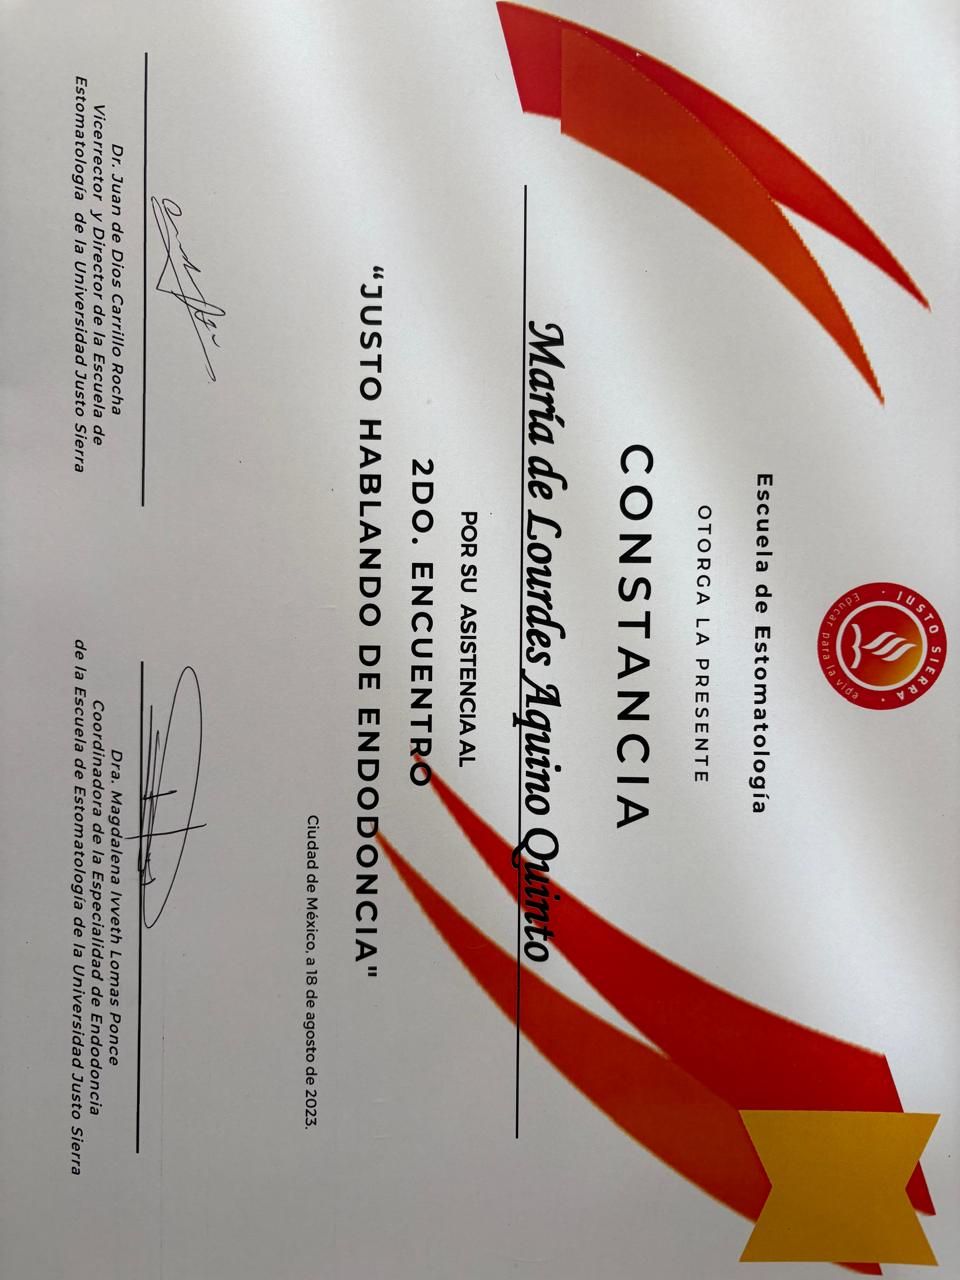 JUSTO SIERRA
Educar para la vida
Escuela de Estomatología
OTORGA LA PRESENTE
CONSTANCIA
María de Lourdes Aquino Quinto
POR SU ASISTENCIA AL
2DO. ENCUENTRO
“JUSTO HABLANDO DE ENDODONCIA"
Ciudad de México, a 18 de agosto de 2023.
Dr. Juan de Dios Carrillo Rocha
Vicerrector y Director de la Escuela de
Estomatología de la Universidad Justo Sierra
Dra. Magdalena Ivveth Lomas Ponce
Coordinadora de la Especialidad de Endodoncia
de la Escuela de Estomatología de la Universidad Justo Sierra